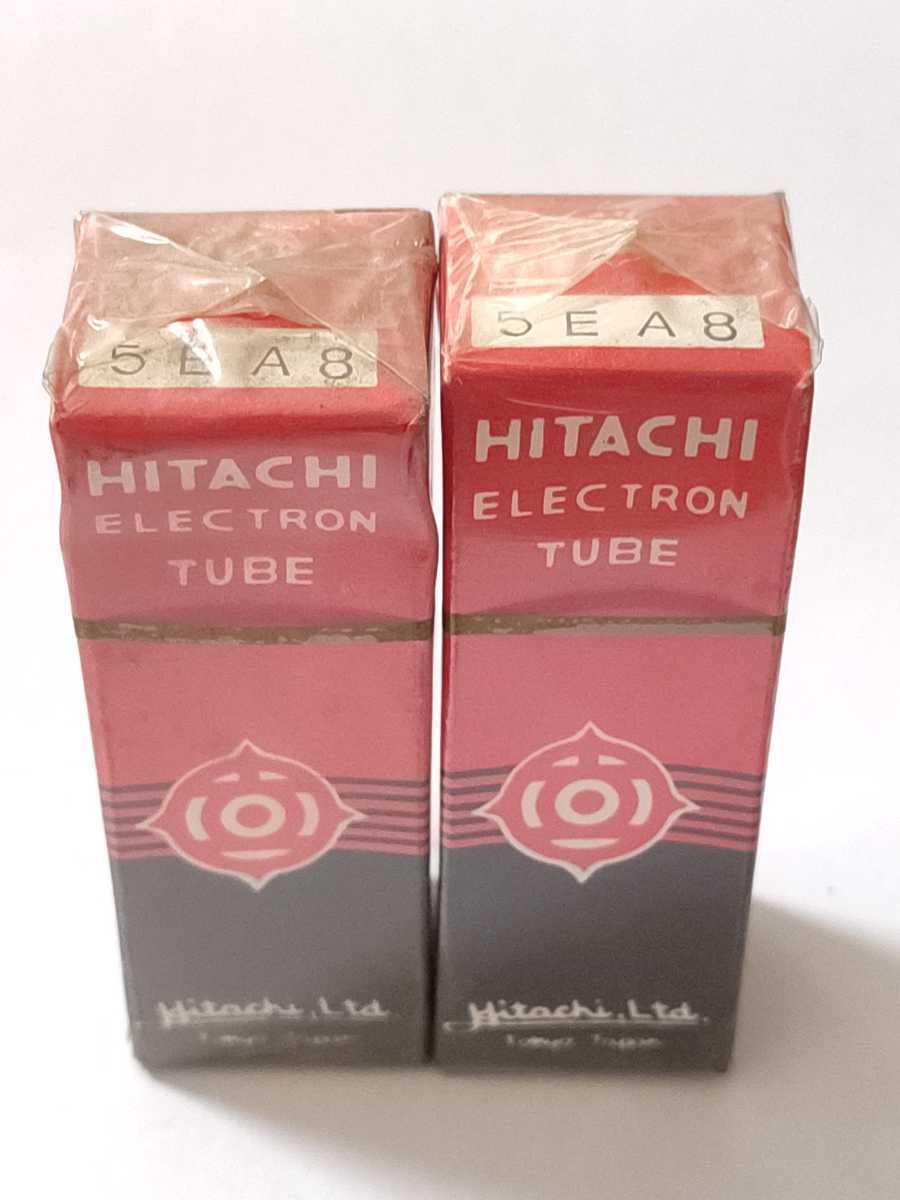 5EA8
HITACHI
ELECTRON
TUBE
Hitachi, Ltd.
5EA8
HITACHI
ELECTRON
TUBE
Hitachi, Ltd.